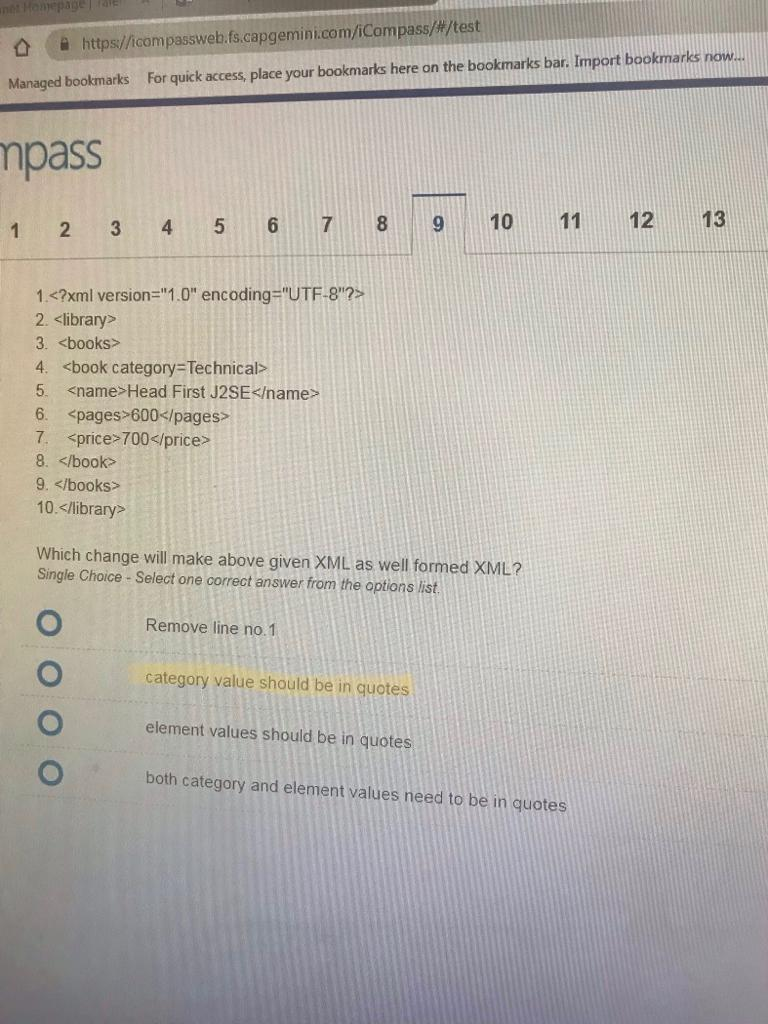 https://icompassweb.fs.capgemini.com/iCompass/#/test
Managed bookmarks For quick access, place your bookmarks here on the bookmarks bar. Import bookmarks now...
mpass
1 2 3 4 5 6 7 8 9 10 11 12 13
1.<?xml version="1.0" encoding="UTF-8"?>
2. <library>
3. <books>
4. <book category=Technical>
5. <name>Head First J2SE</name>
6. <pages>600</pages>
7. <price>700</price>
8. </book>
9. </books>
10.</library>
Which change will make above given XML as well formed XML?
Single Choice - Select one correct answer from the options list.
Remove line no.1
category value should be in quotes
element values should be in quotes
both category and element values need to be in quotes